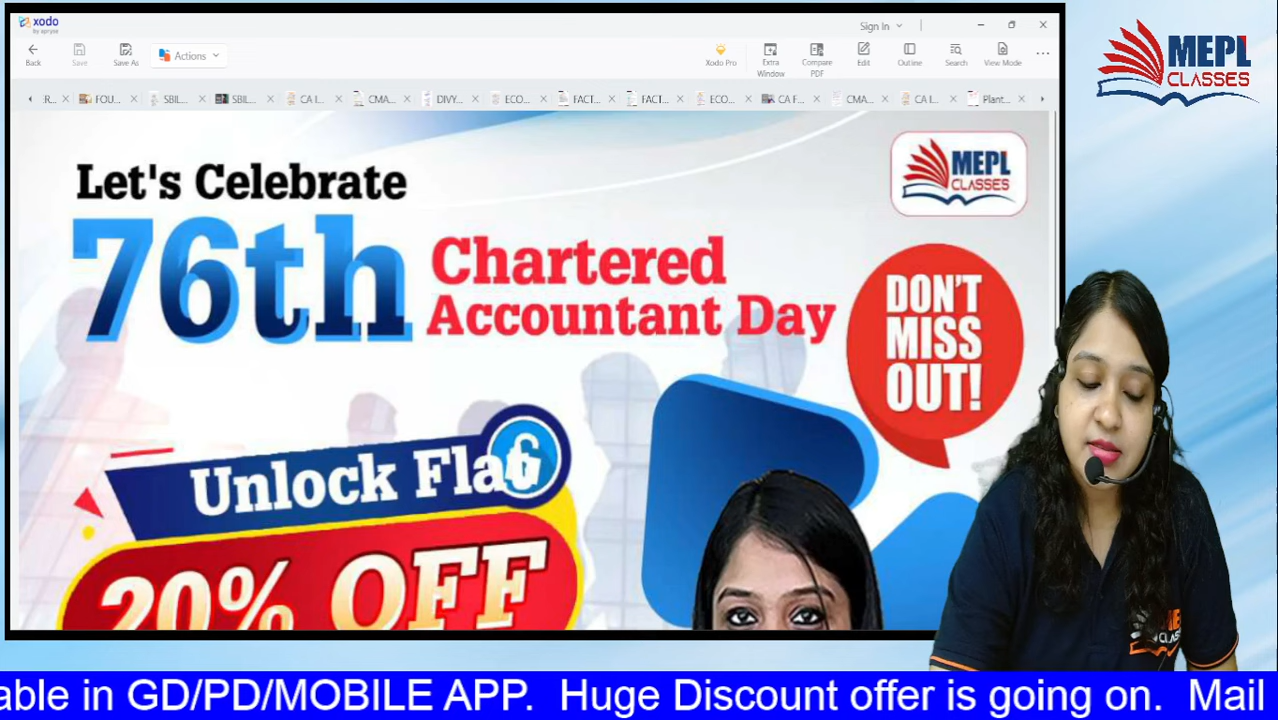 xodo
by apryse
Sign In
Back
Save
Save As
Actions
Xodo Pro
Extra Window
Compare PDF
Edit
Outline
Search
View Mode
R...
FOU...
SBIL
SBIL
CA I...
CMA...
DIVY...
ECO...
FACT...
FACT...
ECO...
CA F...
CMA...
CA I...
Plant...
Let's Celebrate
76th Chartered
Accountant Day
MEPL
CLASSES
DON'T
MISS
OUT!
Unlock Flat
20% OFF
MEPL
CLASSES
able in GD/PD/MOBILE APP. Huge Discount offer is going on. Mail